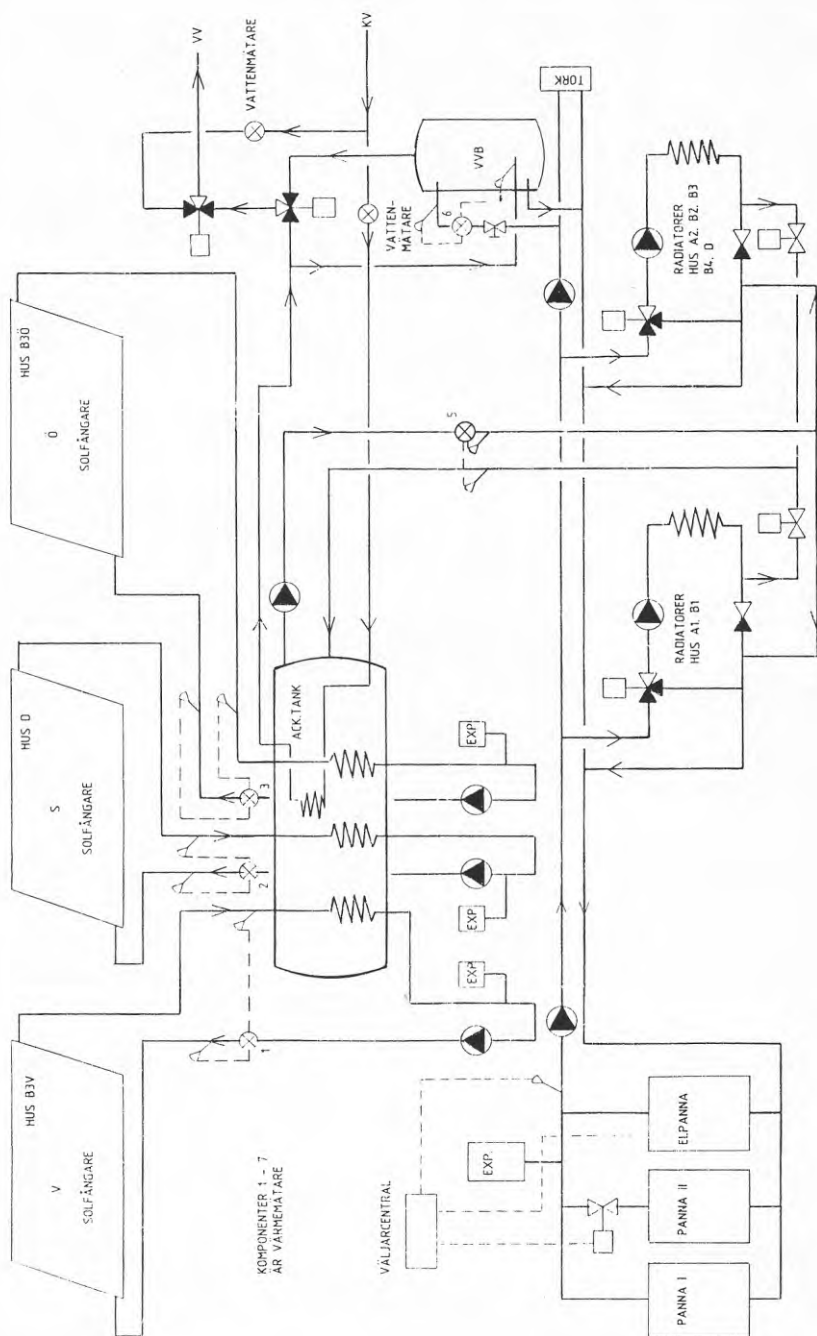 V
SOLFÅNGARE
HUS B3V
S
SOLFÅNGARE
HUS D
Ö
SOLFÅNGARE
HUS B3Ö
VV
VATTENMÄTARE
KV
1
2
3
ACK.TANK
VATTEN-
MÄTARE
6
VVB
KOMPONENTER 1 - 7
ÄR VÄRMEMÄTARE
EXP
EXP
EXP
5
TORK
VÄLJARCENTRAL
EXP.
RADIATORER
HUS A1, B1
RADIATORER
HUS A2, B2, B3
B4, D
PANNA I
PANNA II
ELPANNA